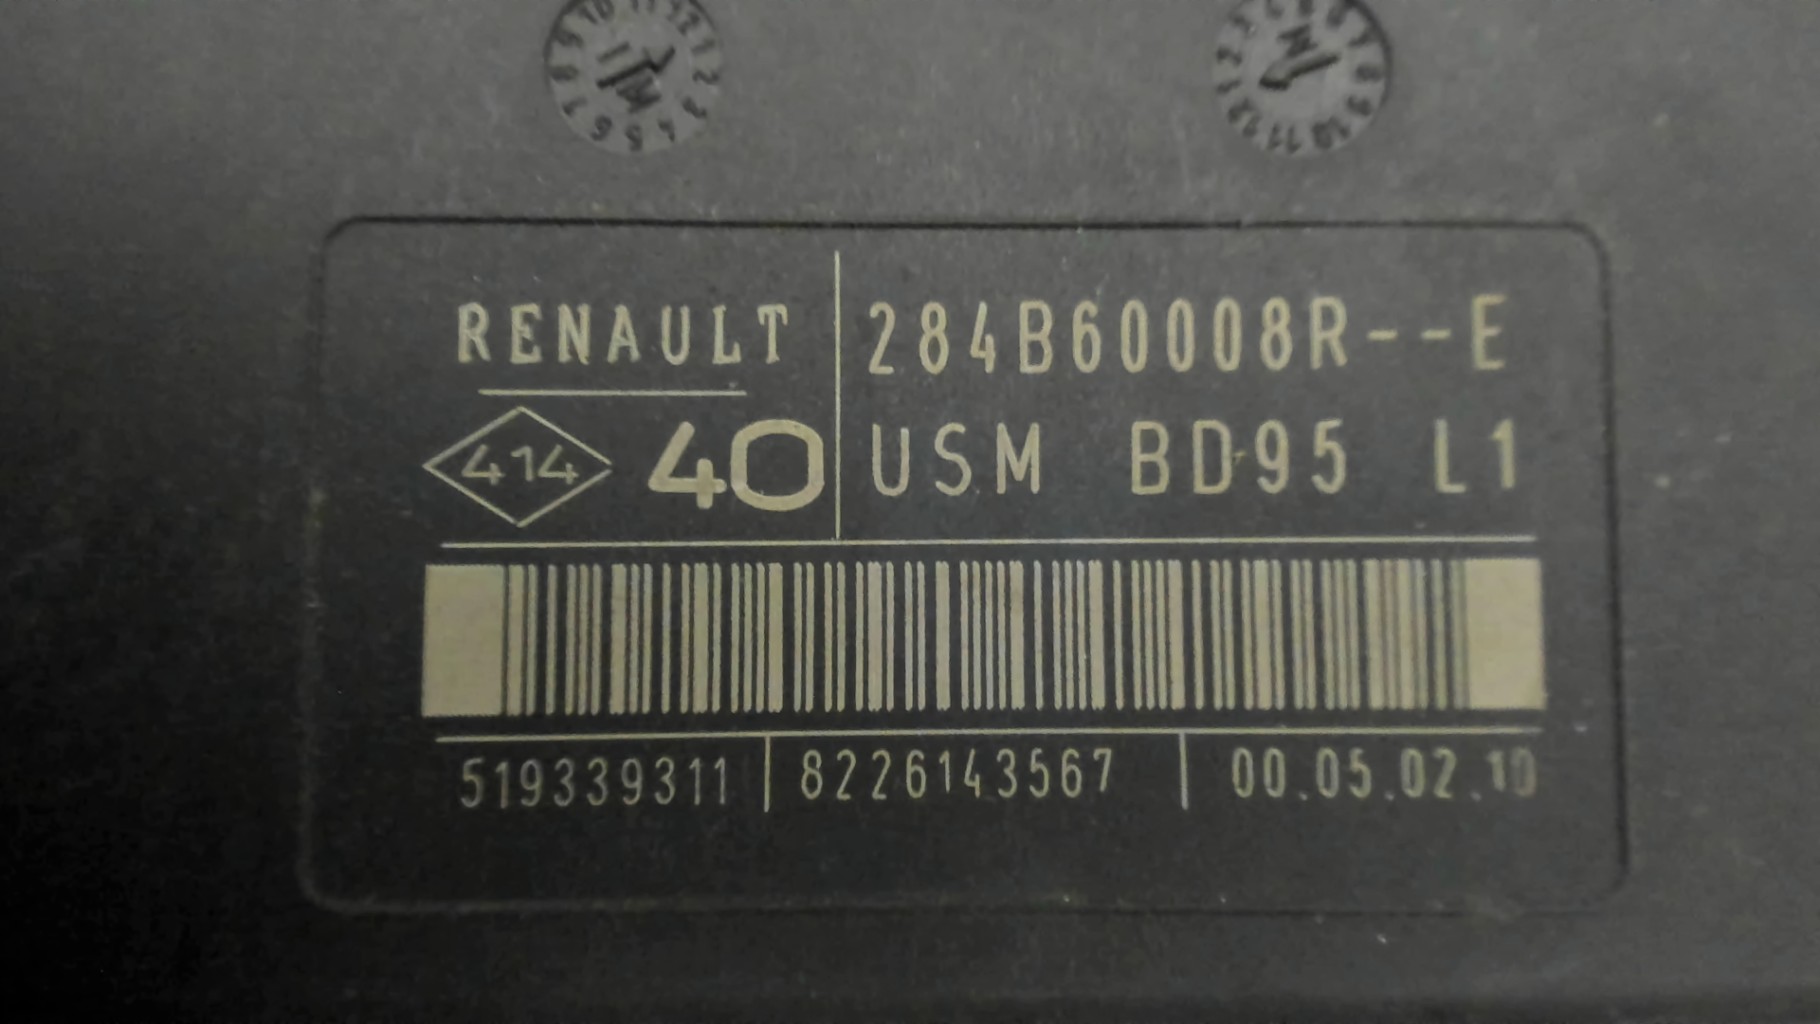 RENAULT
284B60008R--E
414 40
USM BD95 L1
519339311 8226143567 00.05.02.10